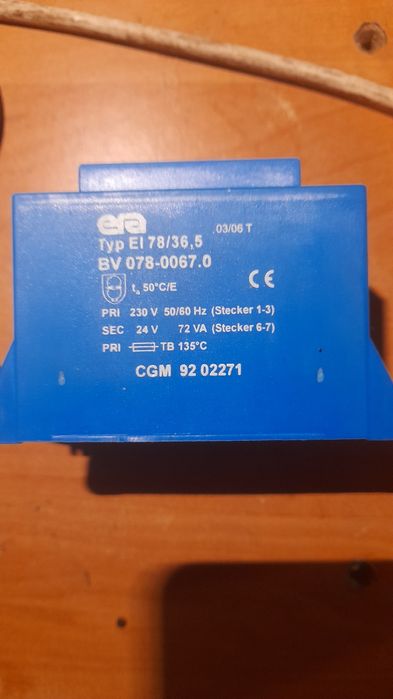 era
.03/06 T
Typ EI 78/36,5
BV 078-0067.0
CE
ta 50°C/E
PRI 230 V 50/60 Hz (Stecker 1-3)
SEC 24 V 72 VA (Stecker 6-7)
PRI TB 135°C
CGM 92 02271